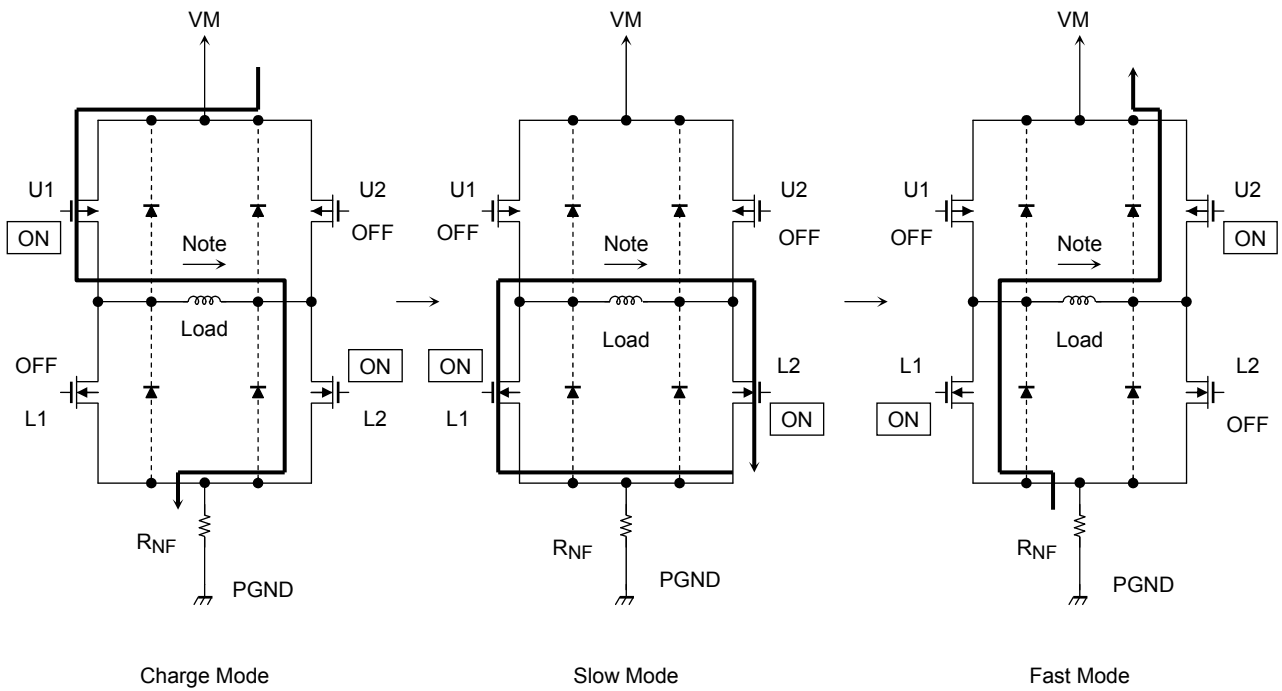 VM
U1
ON
U2
OFF
Note
Load
OFF
L1
ON
L2
RNF
PGND
Charge Mode
VM
U1
OFF
U2
OFF
Note
Load
ON
L1
L2
ON
RNF
PGND
Slow Mode
VM
U1
OFF
U2
ON
Note
Load
L1
ON
L2
OFF
RNF
PGND
Fast Mode